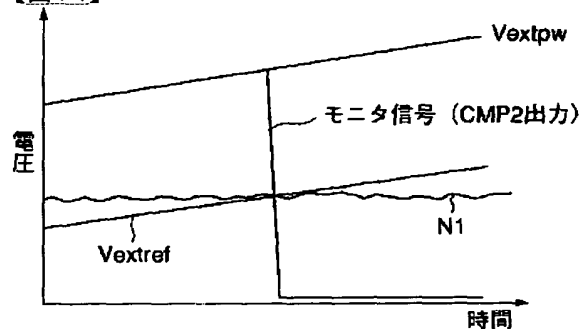 Vextpw
モニタ信号（CMP2出力）
電圧
N1
Vextref
時間